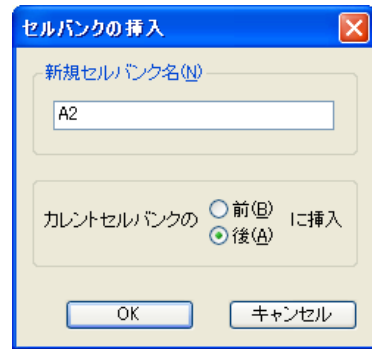 セルバンクの挿入
新規セルバンク名(N)
A2
カレントセルバンクの
前(B)
後(A)
に挿入
OK
キャンセル